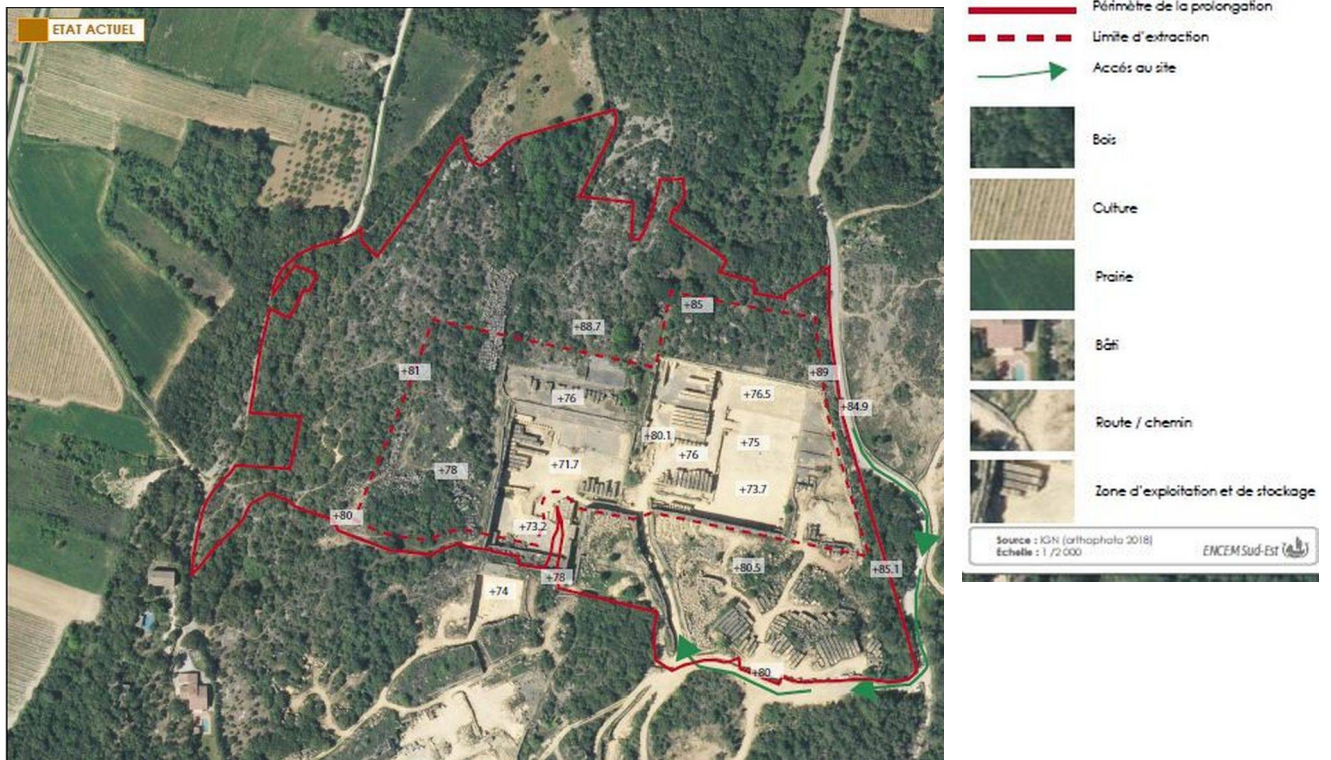 ETAT ACTUEL
+85
+88.7
+81
+89
+76
+76.5
+84.9
+80.1
+75
+76
+78
+71.7
+73.7
+80
+73.2
+80.5
+85.1
+78
+74
+80
Périmètre de la prolongation
Limite d'extraction
Accés au site
Bois
Culture
Prairie
Bâti
Route / chemin
Zone d'exploitation et de stockage
Source : IGN (orthophoto 2018)
Echelle : 1 /2 000
ENCEM Sud-Est